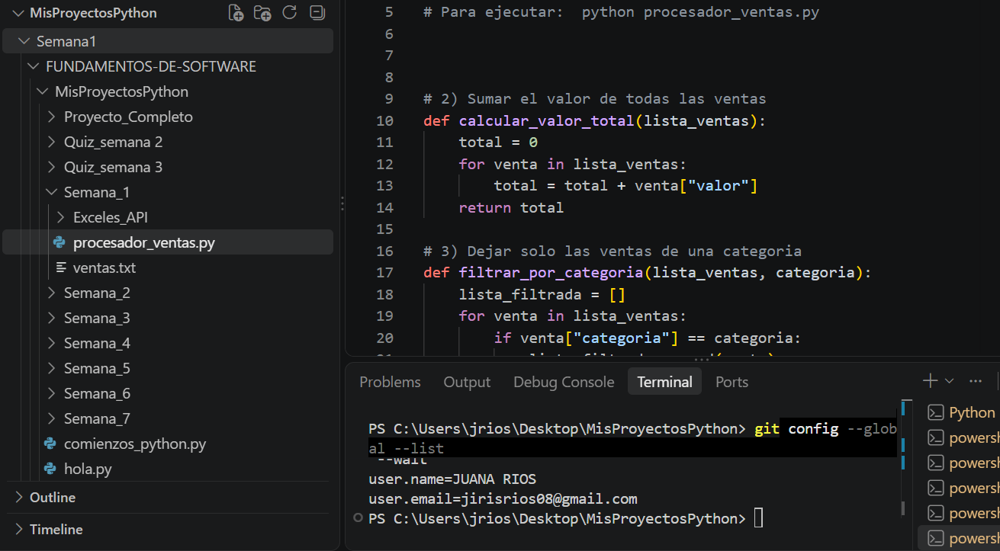 MisProyectosPython
Semana1
FUNDAMENTOS-DE-SOFTWARE
MisProyectosPython
Proyecto_Completo
Quiz_semana 2
Quiz_semana 3
Semana_1
Exceles_API
procesador_ventas.py
ventas.txt
Semana_2
Semana_3
Semana_4
Semana_5
Semana_6
Semana_7
comienzos_python.py
hola.py
Outline
Timeline
5 # Para ejecutar:  python procesador_ventas.py
6
7
8
9 # 2) Sumar el valor de todas las ventas
10 def calcular_valor_total(lista_ventas):
11     total = 0
12     for venta in lista_ventas:
13         total = total + venta["valor"]
14     return total
15
16 # 3) Dejar solo las ventas de una categoria
17 def filtrar_por_categoria(lista_ventas, categoria):
18     lista_filtrada = []
19     for venta in lista_ventas:
20         if venta["categoria"] == categoria:
Problems Output Debug Console Terminal Ports
PS C:\Users\jrios\Desktop\MisProyectosPython> git config --glob
al --list
--wait
user.name=JUANA RIOS
user.email=jirisrios08@gmail.com
PS C:\Users\jrios\Desktop\MisProyectosPython>
Python
powersh
powersh
powersh
powersh
powersh